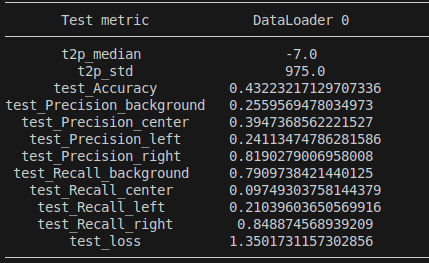 Test metric DataLoader 0
t2p_median -7.0
t2p_std 975.0
test_Accuracy 0.43223217129707336
test_Precision_background 0.2559569478034973
test_Precision_center 0.3947368562221527
test_Precision_left 0.24113474786281586
test_Precision_right 0.8190279006958008
test_Recall_background 0.7909738421440125
test_Recall_center 0.09749303758144379
test_Recall_left 0.21039603650569916
test_Recall_right 0.848874568939209
test_loss 1.3501731157302856